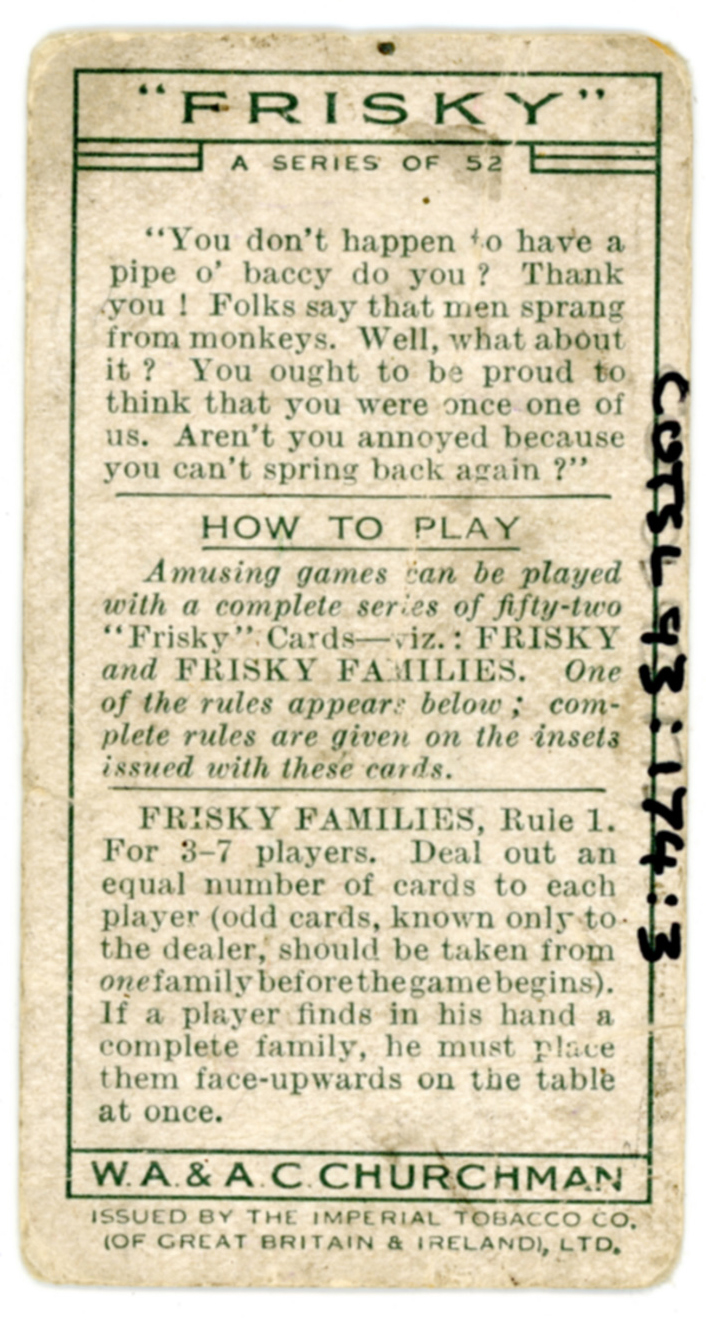 "FRISKY"
A SERIES OF 52
"You don't happen to have a
pipe o' baccy do you ? Thank
you ! Folks say that men sprang
from monkeys. Well, what about
it ? You ought to be proud to
think that you were once one of
us. Aren't you annoyed because
you can't spring back again ?"
HOW TO PLAY
Amusing games can be played
with a complete series of fifty-two
"Frisky" Cards—viz.: FRISKY
and FRISKY FAMILIES. One
of the rules appears below ; com-
plete rules are given on the insets
issued with these cards.
FRISKY FAMILIES, Rule 1.
For 3-7 players. Deal out an
equal number of cards to each
player (odd cards, known only to
the dealer, should be taken from
one family before the game begins).
If a player finds in his hand a
complete family, he must place
them face-upwards on the table
at once.
W. A. & A. C. CHURCHMAN
ISSUED BY THE IMPERIAL TOBACCO CO.
(OF GREAT BRITAIN & IRELAND), LTD.
COTSL 93:174:3